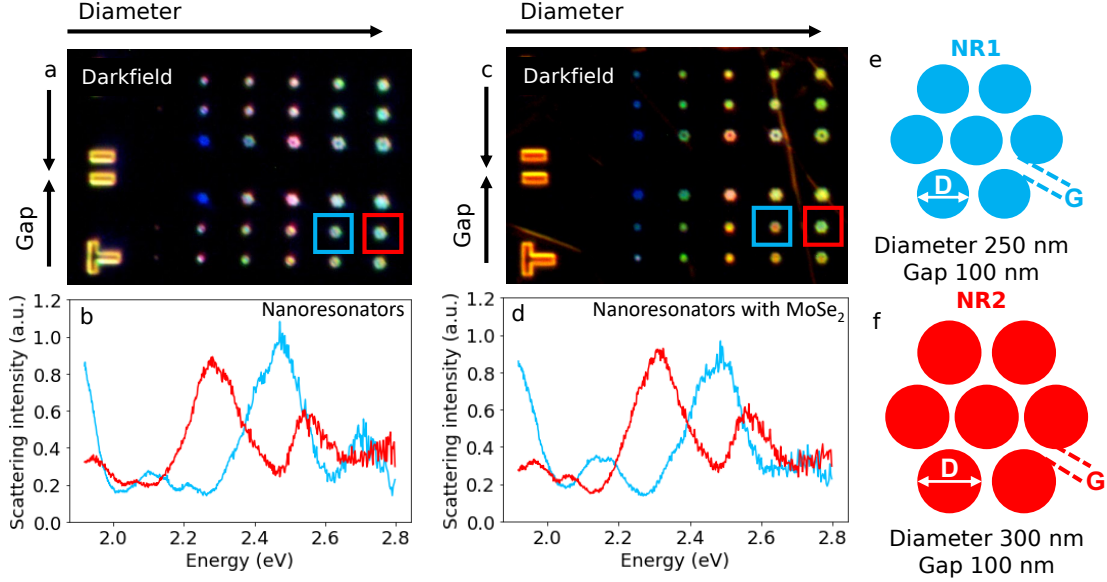 Diameter
Diameter
a
Darkfield
c
Darkfield
Gap
Gap
b
Nanoresonators
Scattering intensity (a.u.)
1.2
1.0
0.8
0.6
0.4
0.2
0.0
2.0
2.2
2.4
2.6
2.8
Energy (eV)
d
Nanoresonators with MoSe2
Scattering intensity (a.u.)
1.2
1.0
0.8
0.6
0.4
0.2
0.0
2.0
2.2
2.4
2.6
2.8
Energy (eV)
e
NR1
D
G
Diameter 250 nm
Gap 100 nm
f
NR2
D
G
Diameter 300 nm
Gap 100 nm